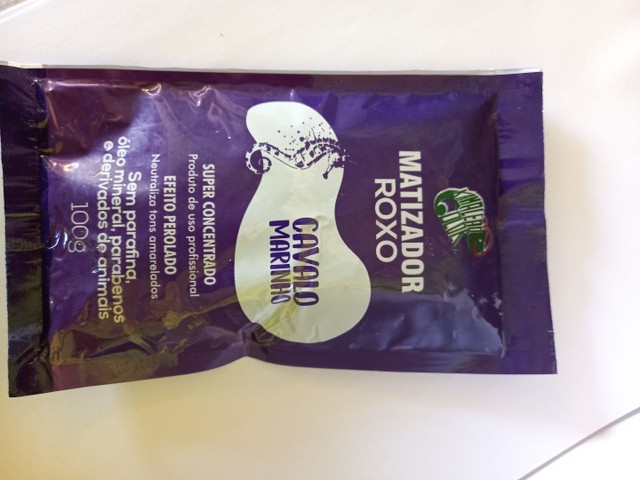 MATIZADOR
ROXO
CAVALO
MARINHO
SUPER CONCENTRADO
Produto de uso profissional
EFEITO PEROLADO
Neutraliza tons amarelados
Sem parafina,
óleo mineral, parabenos
e derivados de animais
100g